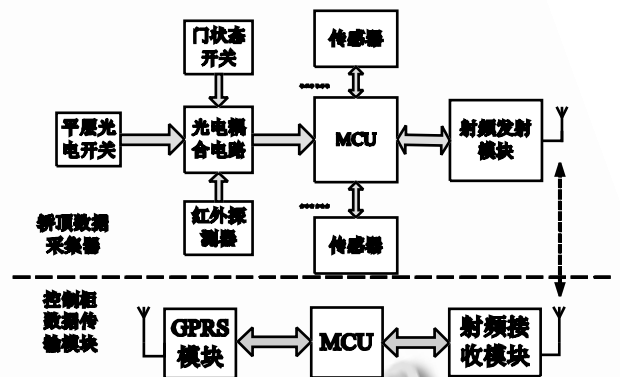 门状态
开关
传感器
平层光
电开关
光电耦
合电路
MCU
射频发射
模块
红外探
测器
传感器
轿顶数据
采集器
控制柜
数据传
输模块
GPRS
模块
MCU
射频接
收模块